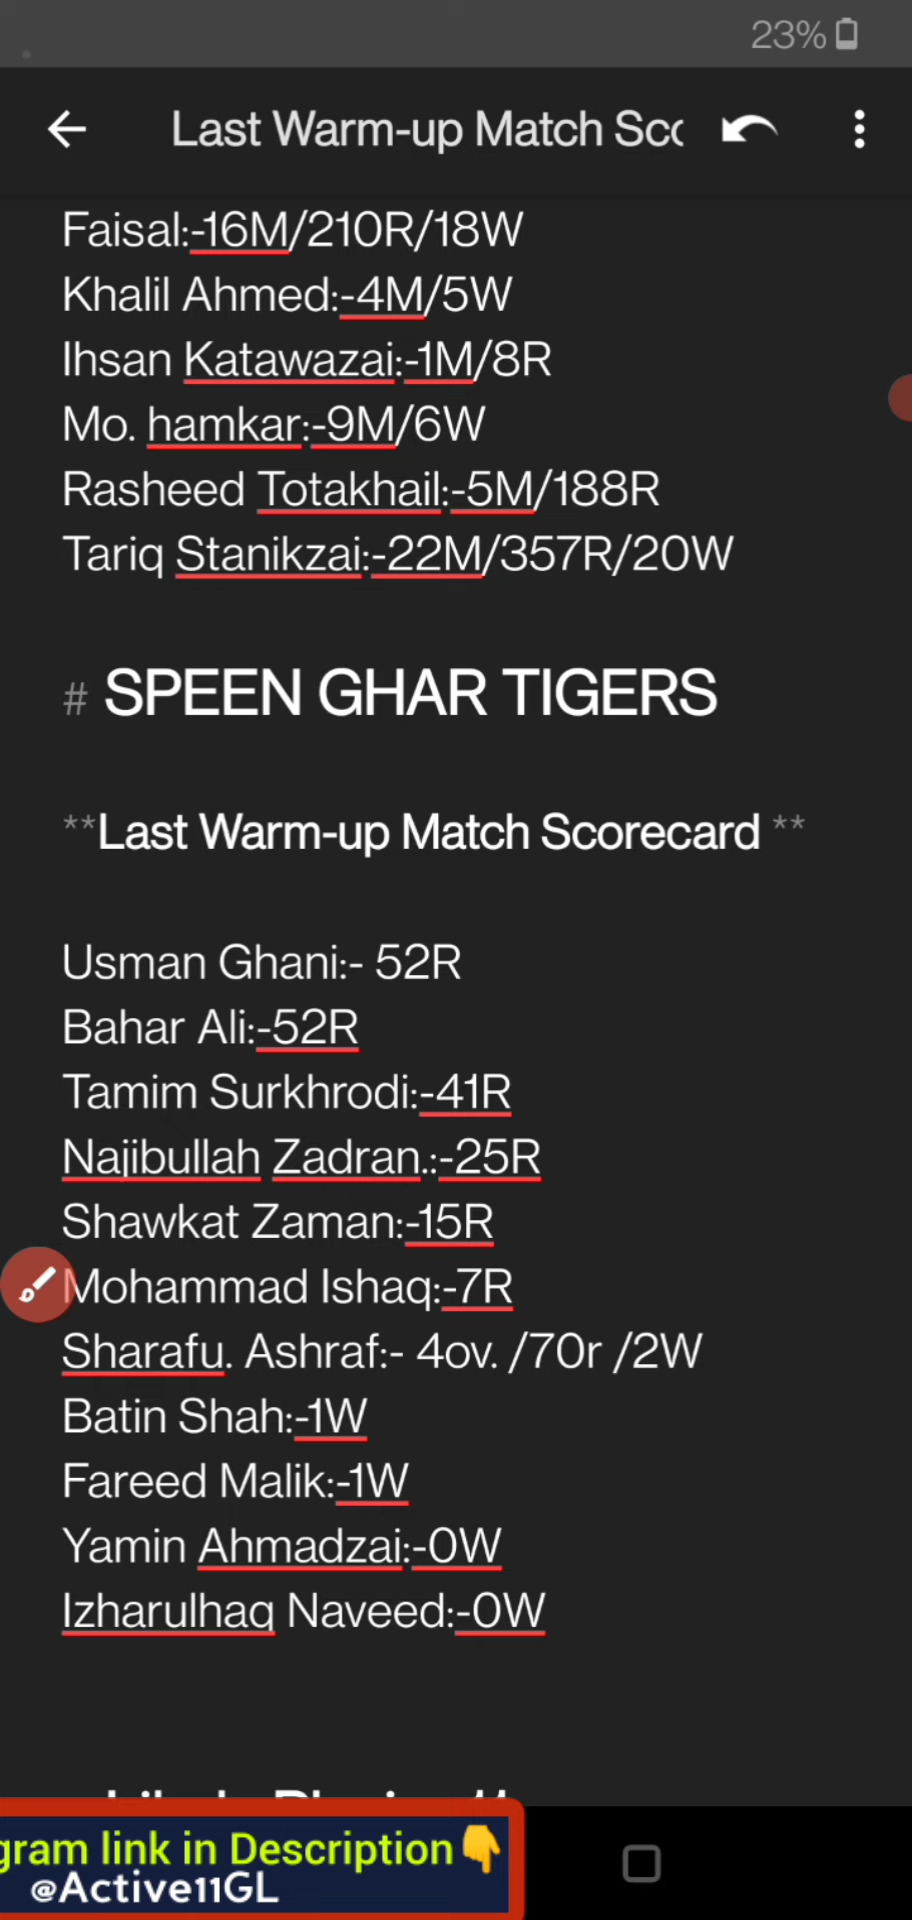 23%
Last Warm-up Match Sco
Faisal:-16M/210R/18W
Khalil Ahmed:-4M/5W
Ihsan Katawazai:-1M/8R
Mo. hamkar:-9M/6W
Rasheed Totakhail:-5M/188R
Tariq Stanikzai:-22M/357R/20W
# SPEEN GHAR TIGERS
**Last Warm-up Match Scorecard **
Usman Ghani:- 52R
Bahar Ali:-52R
Tamim Surkhrodi:-41R
Najibullah Zadran.:-25R
Shawkat Zaman:-15R
Mohammad Ishaq:-7R
Sharafu. Ashraf:- 4ov. /70r /2W
Batin Shah:-1W
Fareed Malik:-1W
Yamin Ahmadzai:-0W
Izharulhaq Naveed:-0W
gram link in Description👇
@Active11GL